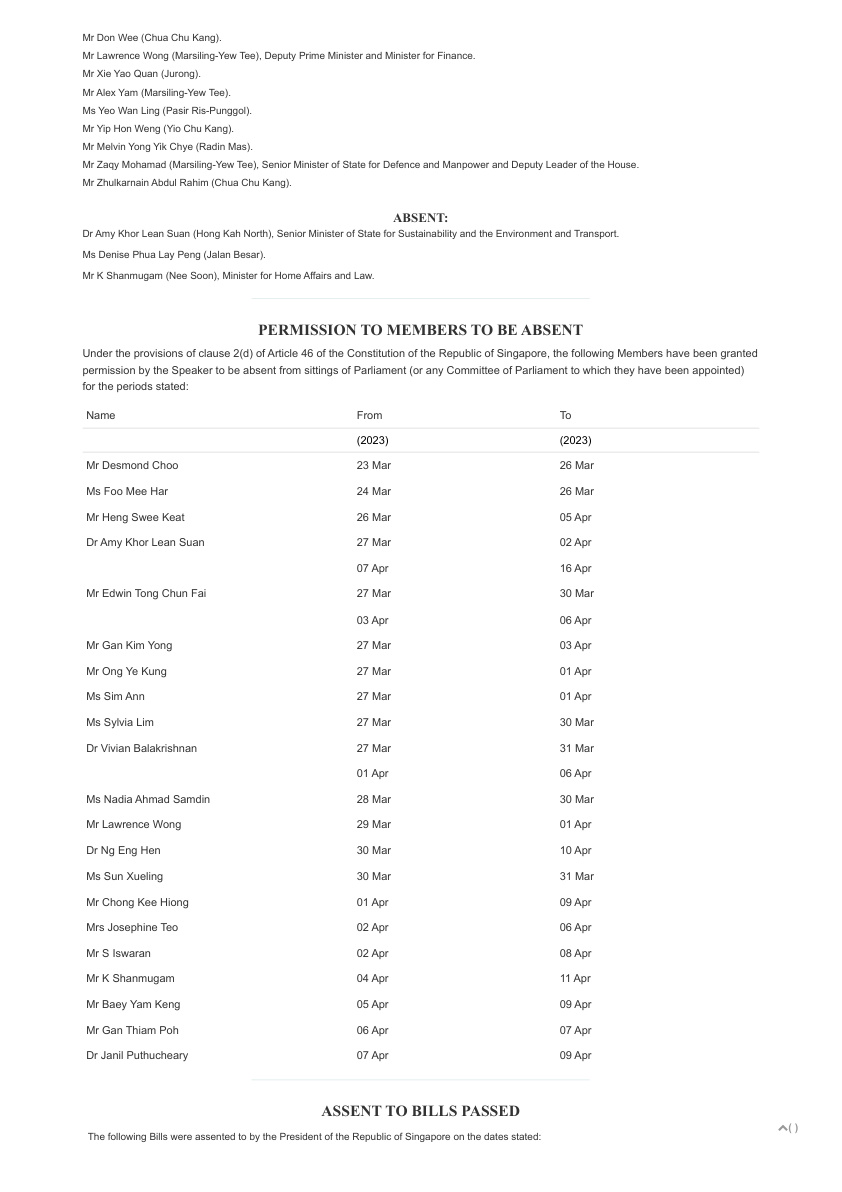 Mr Don Wee (Chua Chu Kang).
Mr Lawrence Wong (Marsiling-Yew Tee), Deputy Prime Minister and Minister for Finance.
Mr Xie Yao Quan (Jurong).
Mr Alex Yam (Marsiling-Yew Tee).
Ms Yeo Wan Ling (Pasir Ris-Punggol).
Mr Yip Hon Weng (Yio Chu Kang).
Mr Melvin Yong Yik Chye (Radin Mas).
Mr Zaqy Mohamad (Marsiling-Yew Tee), Senior Minister of State for Defence and Manpower and Deputy Leader of the House.
Mr Zhulkarnain Abdul Rahim (Chua Chu Kang).
ABSENT:
Dr Amy Khor Lean Suan (Hong Kah North), Senior Minister of State for Sustainability and the Environment and Transport.
Ms Denise Phua Lay Peng (Jalan Besar).
Mr K Shanmugam (Nee Soon), Minister for Home Affairs and Law.
PERMISSION TO MEMBERS TO BE ABSENT
Under the provisions of clause 2(d) of Article 46 of the Constitution of the Republic of Singapore, the following Members have been granted
permission by the Speaker to be absent from sittings of Parliament (or any Committee of Parliament to which they have been appointed)
for the periods stated:
Name From To
(2023) (2023)
Mr Desmond Choo 23 Mar 26 Mar
Ms Foo Mee Har 24 Mar 26 Mar
Mr Heng Swee Keat 26 Mar 05 Apr
Dr Amy Khor Lean Suan 27 Mar 02 Apr
07 Apr 16 Apr
Mr Edwin Tong Chun Fai 27 Mar 30 Mar
03 Apr 06 Apr
Mr Gan Kim Yong 27 Mar 03 Apr
Mr Ong Ye Kung 27 Mar 01 Apr
Ms Sim Ann 27 Mar 01 Apr
Ms Sylvia Lim 27 Mar 30 Mar
Dr Vivian Balakrishnan 27 Mar 31 Mar
01 Apr 06 Apr
Ms Nadia Ahmad Samdin 28 Mar 30 Mar
Mr Lawrence Wong 29 Mar 01 Apr
Dr Ng Eng Hen 30 Mar 10 Apr
Ms Sun Xueling 30 Mar 31 Mar
Mr Chong Kee Hiong 01 Apr 09 Apr
Mrs Josephine Teo 02 Apr 06 Apr
Mr S Iswaran 02 Apr 08 Apr
Mr K Shanmugam 04 Apr 11 Apr
Mr Baey Yam Keng 05 Apr 09 Apr
Mr Gan Thiam Poh 06 Apr 07 Apr
Dr Janil Puthucheary 07 Apr 09 Apr
ASSENT TO BILLS PASSED
( )
The following Bills were assented to by the President of the Republic of Singapore on the dates stated: